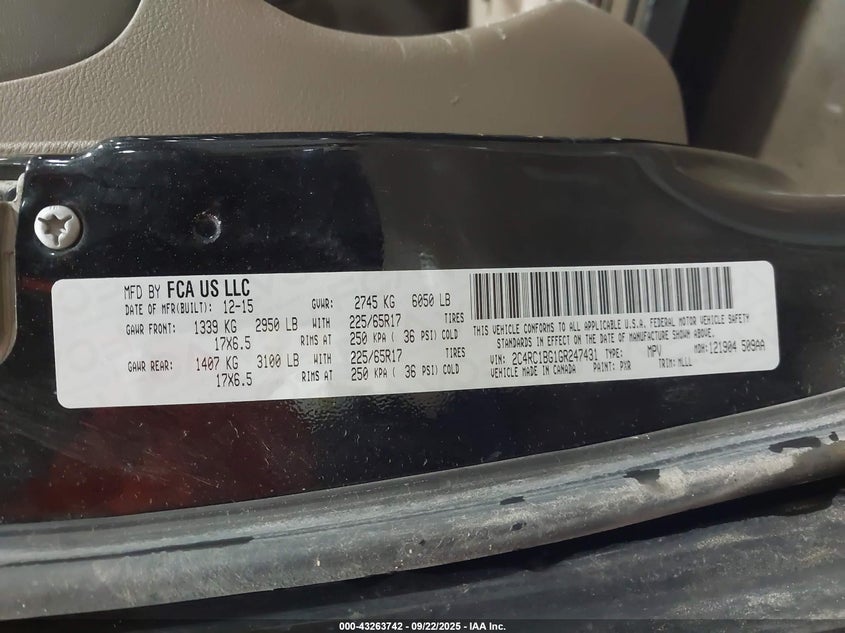 MFD BY FCA US LLC
DATE OF MFR(BUILT): 12-15 GVWR: 2745 KG 6050 LB
GAWR FRONT: 1339 KG 2950 LB WITH 225/65R17 TIRES
17X6.5 RIMS AT 250 KPA ( 36 PSI) COLD
GAWR REAR: 1407 KG 3100 LB WITH 225/65R17 TIRES
17X6.5 RIMS AT 250 KPA ( 36 PSI) COLD
THIS VEHICLE CONFORMS TO ALL APPLICABLE U.S.A. FEDERAL MOTOR VEHICLE SAFETY
STANDARDS IN EFFECT ON THE DATE OF MANUFACTURE SHOWN ABOVE.
VIN: 2C4RC1BG1GR247431 TYPE: MPV MDH: 121904 509AA
VEHICLE MADE IN CANADA PAINT: PXR TRIM: MLLL
000-43263742 - 09/22/2025 - IAA Inc.